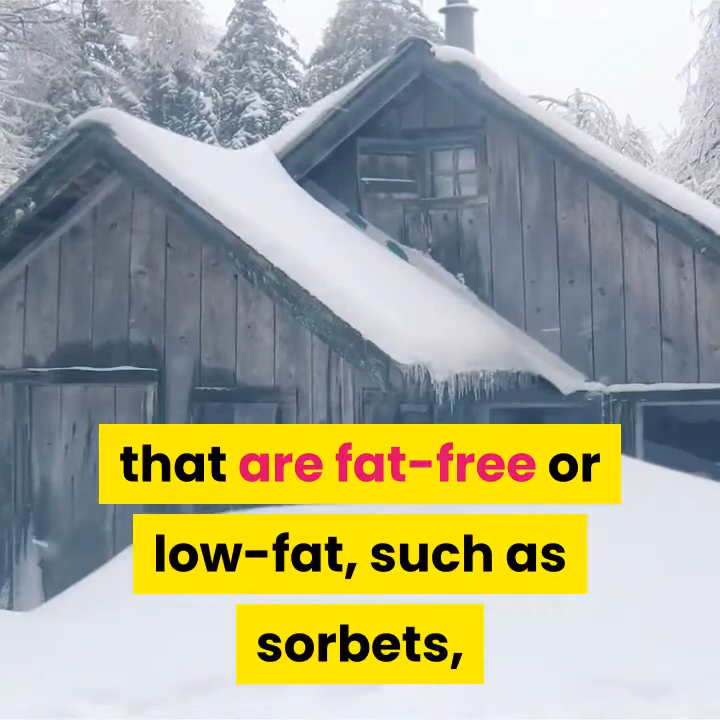 that are fat-free or
low-fat, such as
sorbets,